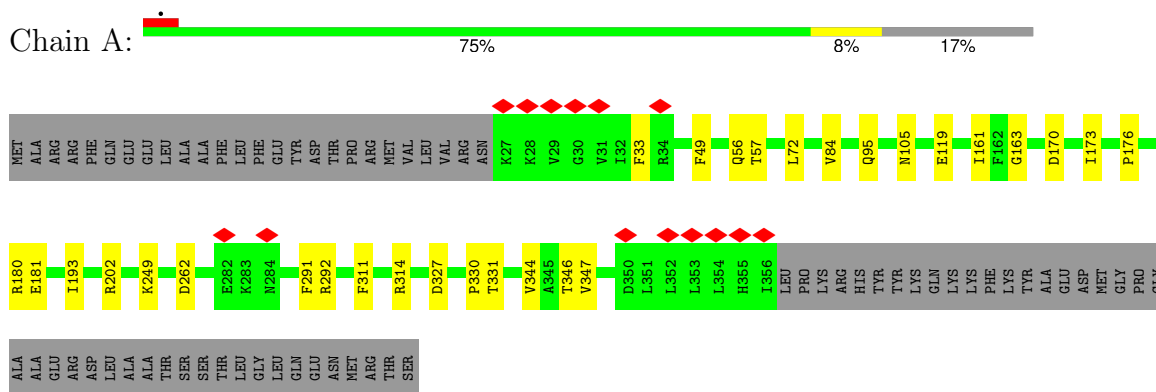 Chain A: 75% 8% 17%
MET ALA ARG ARG PHE GLN GLU GLU LEU ALA ALA PHE LEU PHE GLU TYR ASP THR PRO ARG MET VAL LEU VAL ARG ASN K27 K28 V29 G30 V31 I32 F33 R34 F49 Q56 T57 L72 V84 Q95 N105 E119 I161 F162 G163 D170 I173 P176
R180 E181 I193 R202 K249 D262 E282 K283 N284 F291 R292 F311 R314 D327 P330 T331 V344 A345 T346 V347 D350 L351 L352 L353 L354 H355 I356 LEU PRO LYS ARG HIS TYR TYR LYS GLN LYS LYS PHE LYS TYR ALA GLU ASP MET GLY PRO
ALA ALA GLU ARG ASP LEU ALA ALA THR SER SER THR LEU GLY LEU GLN GLU ASN MET ARG THR SER